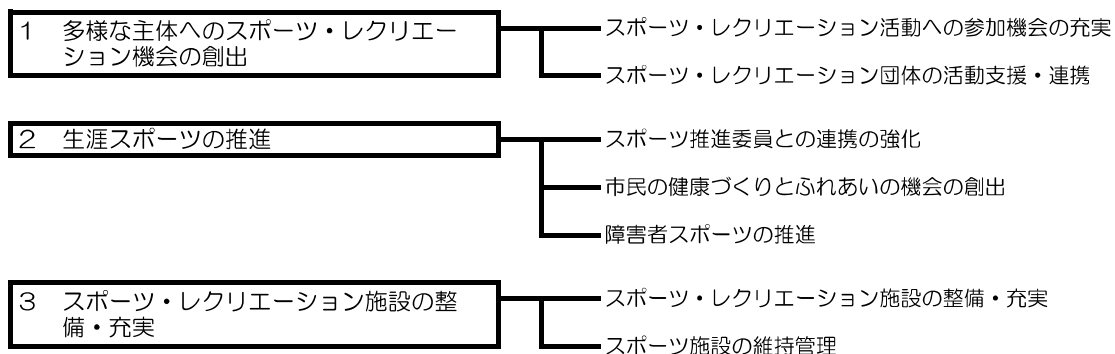 1 多様な主体へのスポーツ・レクリエー
ション機会の創出
スポーツ・レクリエーション活動への参加機会の充実
スポーツ・レクリエーション団体の活動支援・連携
2 生涯スポーツの推進
スポーツ推進委員との連携の強化
市民の健康づくりとふれあいの機会の創出
障害者スポーツの推進
3 スポーツ・レクリエーション施設の整
備・充実
スポーツ・レクリエーション施設の整備・充実
スポーツ施設の維持管理